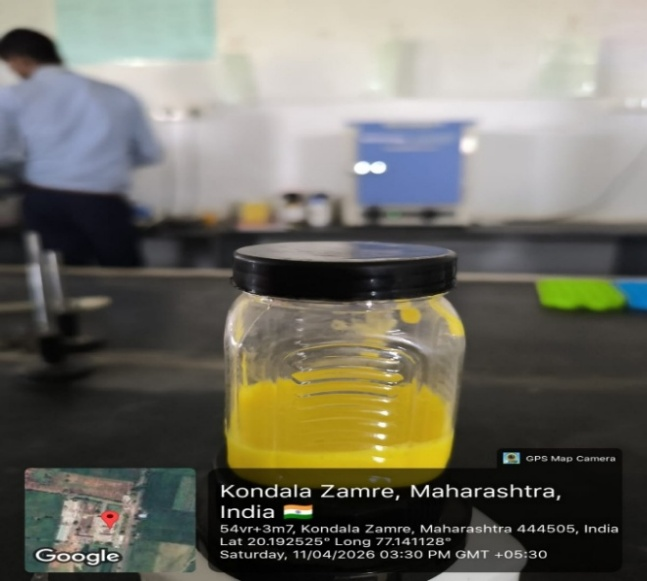 GPS Map Camera
Kondala Zamre, Maharashtra,
India 🇮🇳
54vr+3m7, Kondala Zamre, Maharashtra 444505, India
Lat 20.192525° Long 77.141128°
Saturday, 11/04/2026 03:30 PM GMT +05:30
Google